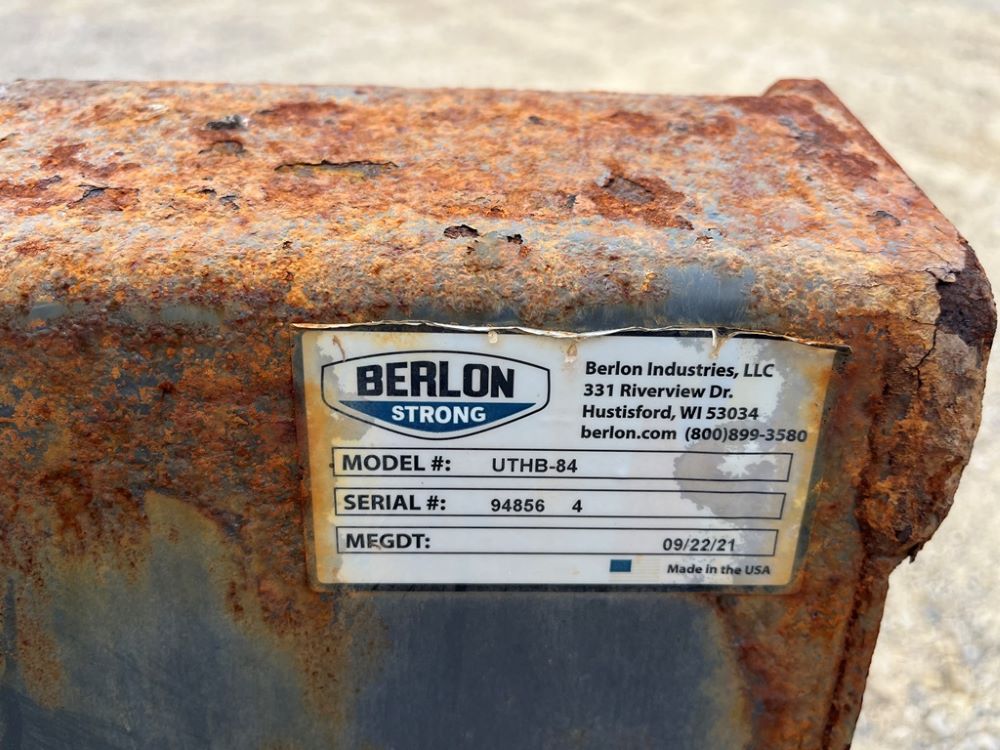 BERLON
STRONG
Berlon Industries, LLC
331 Riverview Dr.
Hustisford, WI 53034
berlon.com (800)899-3580
MODEL #: UTHB-84
SERIAL #: 94856 4
MFGDT: 09/22/21
Made in the USA